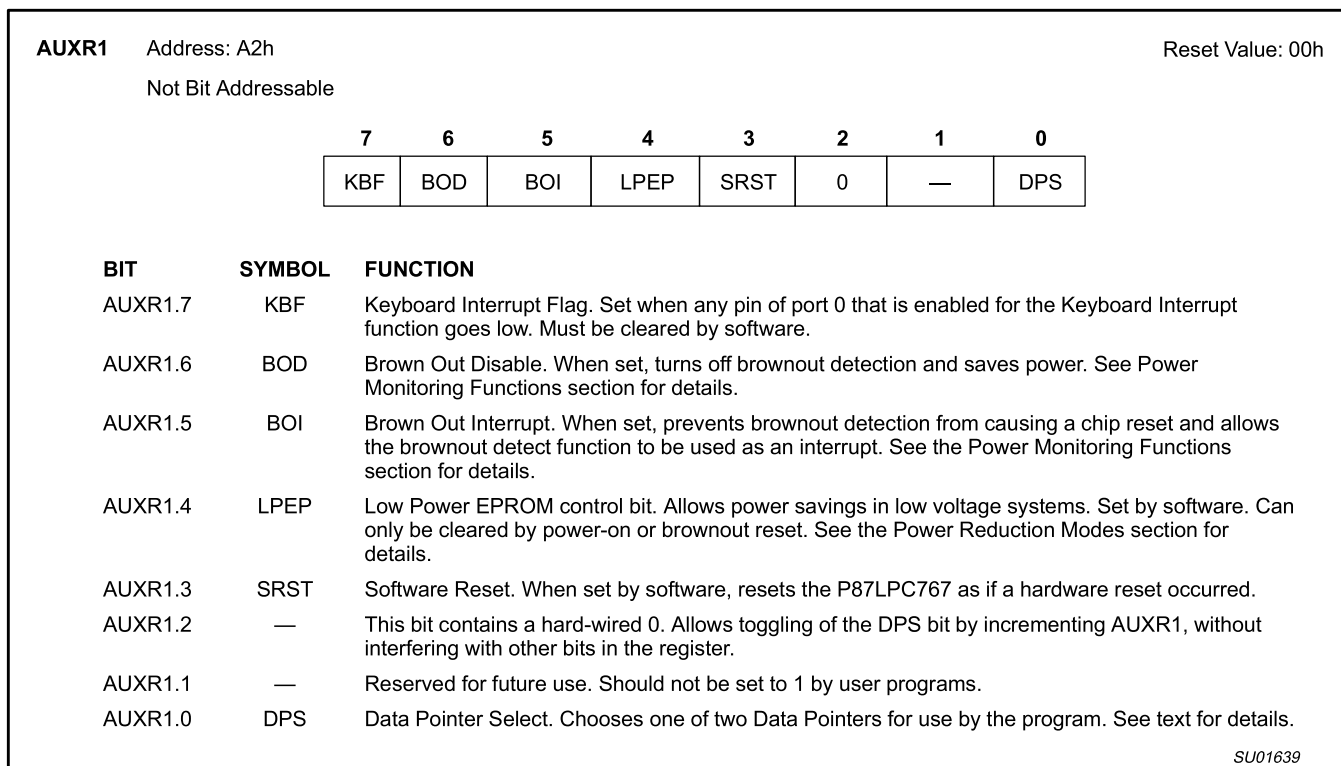 AUXR1 Address: A2h Reset Value: 00h
Not Bit Addressable
7 6 5 4 3 2 1 0
KBF BOD BOI LPEP SRST 0 — DPS
BIT SYMBOL FUNCTION
AUXR1.7 KBF Keyboard Interrupt Flag. Set when any pin of port 0 that is enabled for the Keyboard Interrupt
function goes low. Must be cleared by software.
AUXR1.6 BOD Brown Out Disable. When set, turns off brownout detection and saves power. See Power
Monitoring Functions section for details.
AUXR1.5 BOI Brown Out Interrupt. When set, prevents brownout detection from causing a chip reset and allows
the brownout detect function to be used as an interrupt. See the Power Monitoring Functions
section for details.
AUXR1.4 LPEP Low Power EPROM control bit. Allows power savings in low voltage systems. Set by software. Can
only be cleared by power-on or brownout reset. See the Power Reduction Modes section for
details.
AUXR1.3 SRST Software Reset. When set by software, resets the P87LPC767 as if a hardware reset occurred.
AUXR1.2 — This bit contains a hard-wired 0. Allows toggling of the DPS bit by incrementing AUXR1, without
interfering with other bits in the register.
AUXR1.1 — Reserved for future use. Should not be set to 1 by user programs.
AUXR1.0 DPS Data Pointer Select. Chooses one of two Data Pointers for use by the program. See text for details.
SU01639